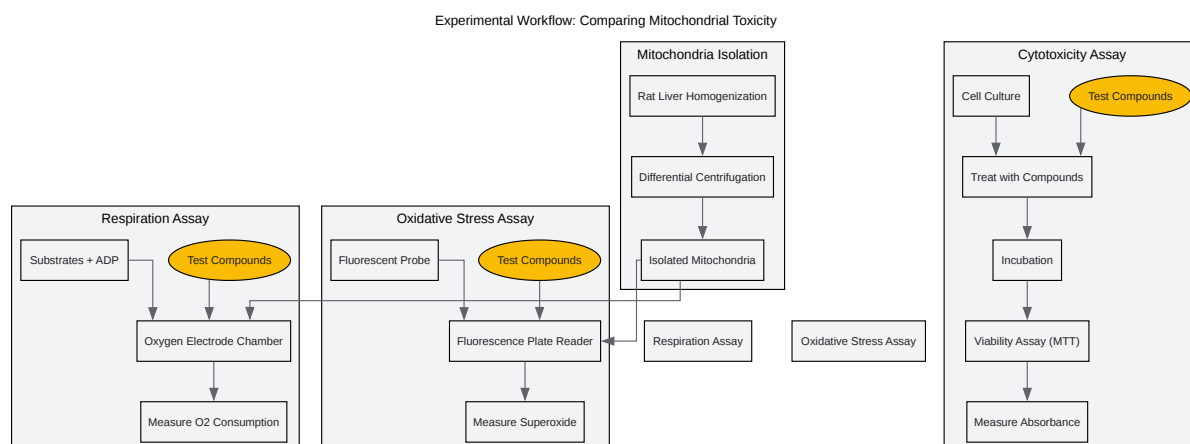 Experimental Workflow: Comparing Mitochondrial Toxicity
Mitochondria Isolation
Rat Liver Homogenization
Differential Centrifugation
Isolated Mitochondria
Cytotoxicity Assay
Cell Culture
Test Compounds
Treat with Compounds
Incubation
Viability Assay (MTT)
Measure Absorbance
Respiration Assay
Substrates + ADP
Test Compounds
Oxygen Electrode Chamber
Measure O2 Consumption
Oxidative Stress Assay
Fluorescent Probe
Test Compounds
Fluorescence Plate Reader
Measure Superoxide
Respiration Assay
Oxidative Stress Assay